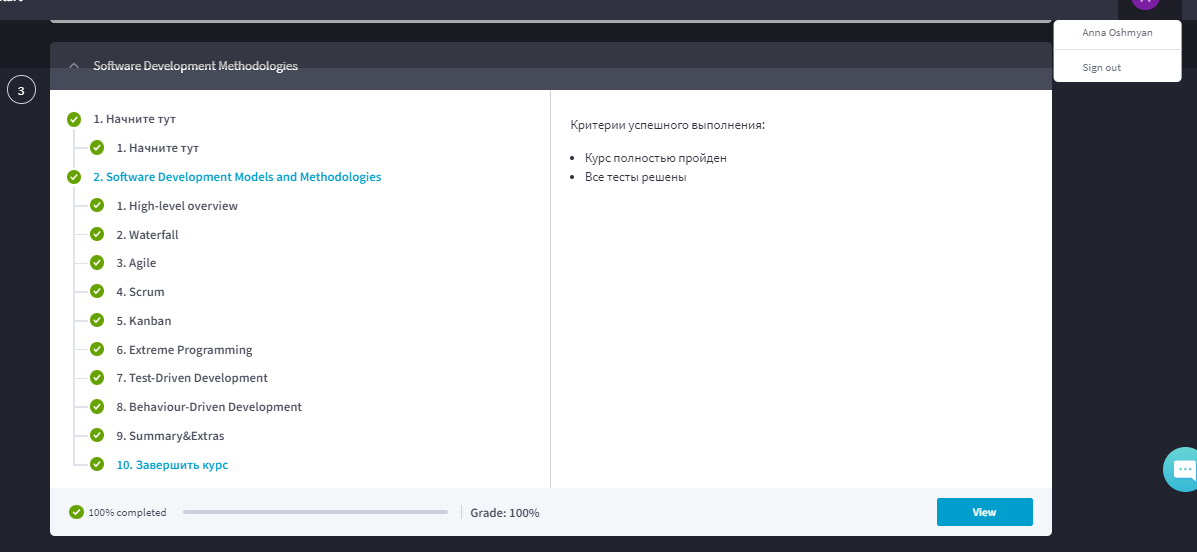 Anna Oshmyan
Sign out
Software Development Methodologies
3
1. Начните тут
1. Начните тут
2. Software Development Models and Methodologies
1. High-level overview
2. Waterfall
3. Agile
4. Scrum
5. Kanban
6. Extreme Programming
7. Test-Driven Development
8. Behaviour-Driven Development
9. Summary&Extras
10. Завершить курс
Критерии успешного выполнения:
Курс полностью пройден
Все тесты решены
100% completed
Grade: 100%
View